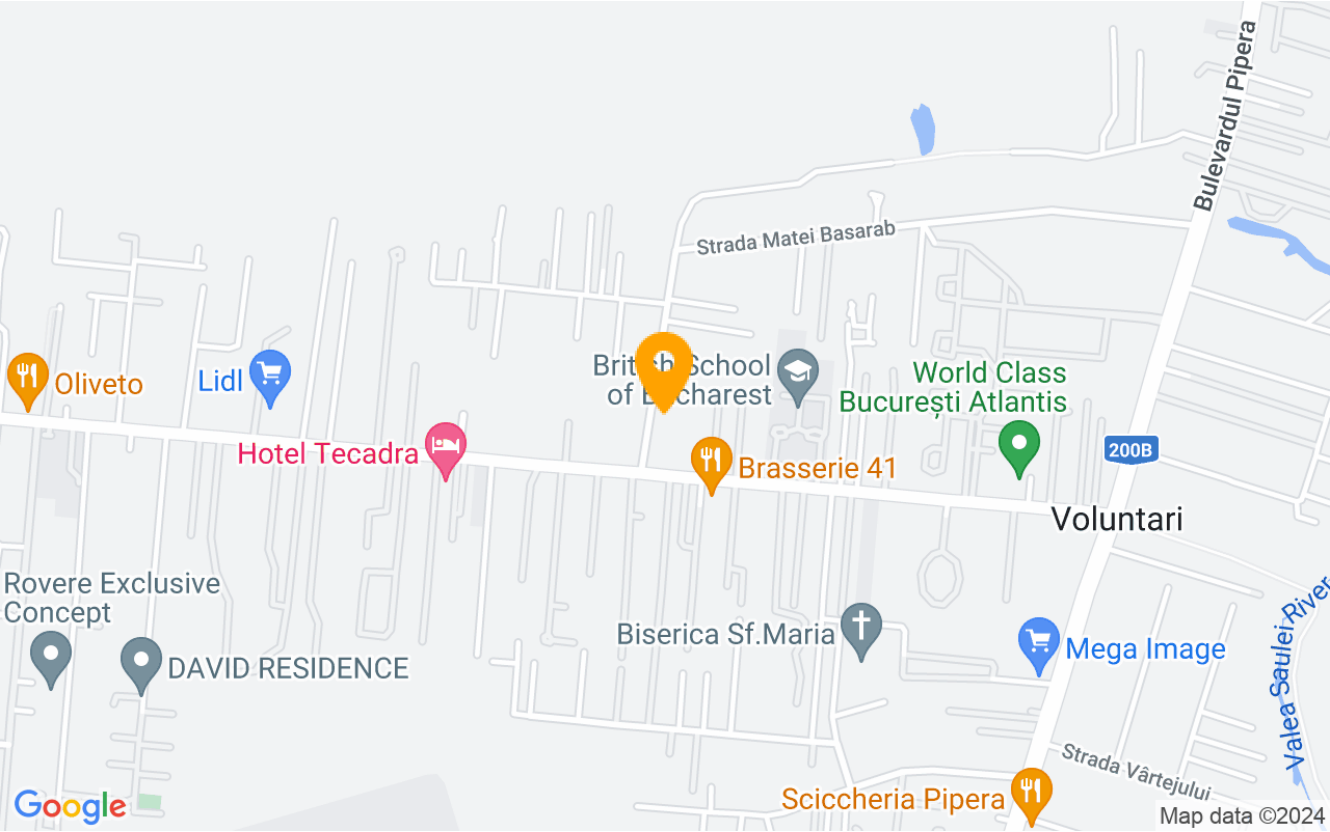 Bulevardul Pipera
Strada Matei Basarab
British School
of Bucharest
World Class
București Atlantis
Oliveto
Lidl
Hotel Tecadra
Brasserie 41
200B
Voluntari
Rovere Exclusive
Concept
DAVID RESIDENCE
Biserica Sf.Maria
Mega Image
Valea Saulei River
Strada Vârtejului
Sciccheria Pipera
Google
Map data ©2024